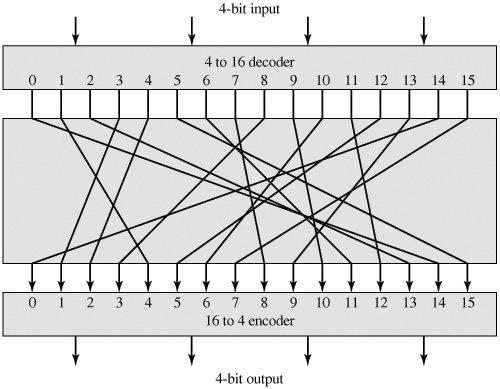 4-bit input
4 to 16 decoder
0 1 2 3 4 5 6 7 8 9 10 11 12 13 14 15
0 1 2 3 4 5 6 7 8 9 10 11 12 13 14 15
16 to 4 encoder
4-bit output